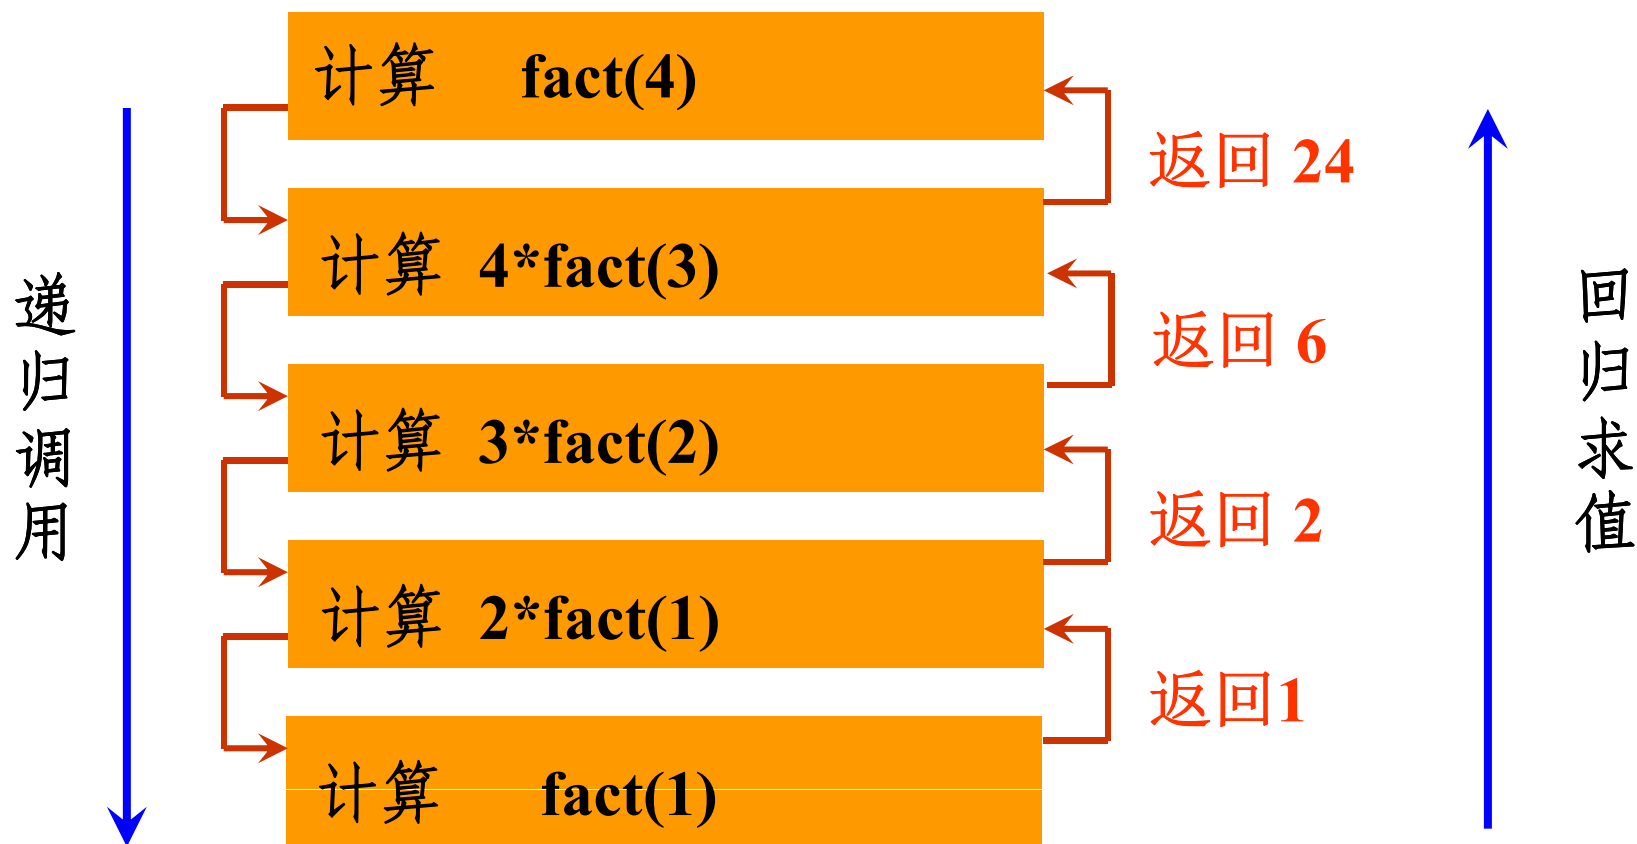 计算 fact(4)
返回 24
计算 4*fact(3)
返回 6
计算 3*fact(2)
返回 2
计算 2*fact(1)
返回1
计算 fact(1)
递归调用
回归求值